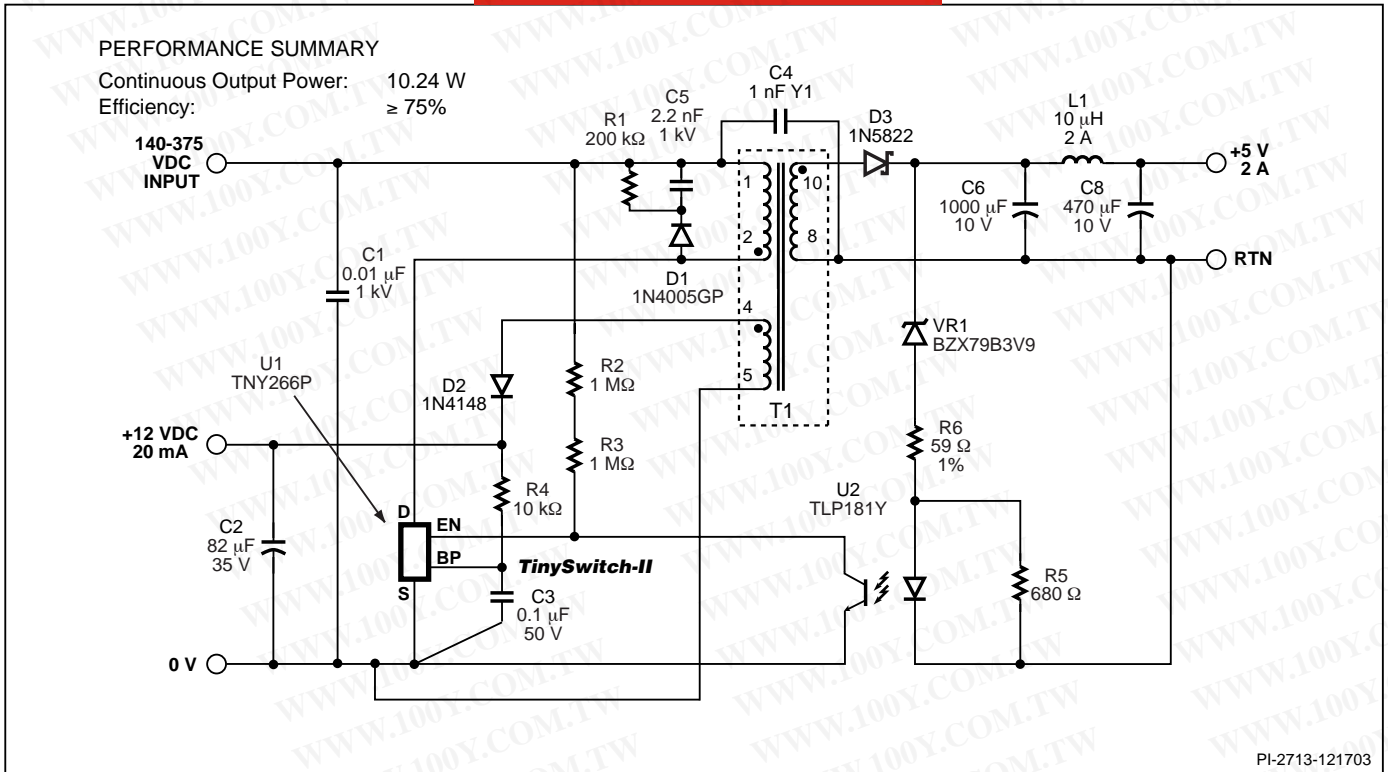 PERFORMANCE SUMMARY
Continuous Output Power: 10.24 W
Efficiency: ≥ 75%
140-375
VDC
INPUT
R1
200 kΩ
C5
2.2 nF
1 kV
C4
1 nF Y1
D3
1N5822
L1
10 µH
2 A
+5 V
2 A
1
10
C6
1000 µF
10 V
C8
470 µF
10 V
2
8
RTN
C1
0.01 µF
1 kV
D1
1N4005GP
4
VR1
BZX79B3V9
U1
TNY266P
D2
1N4148
R2
1 MΩ
5
T1
+12 VDC
20 mA
R3
1 MΩ
R6
59 Ω
1%
R4
10 kΩ
U2
TLP181Y
D
EN
C2
82 µF
35 V
BP
TinySwitch-II
S
C3
0.1 µF
50 V
R5
680 Ω
0 V
PI-2713-121703
WWW.100Y.COM.TW